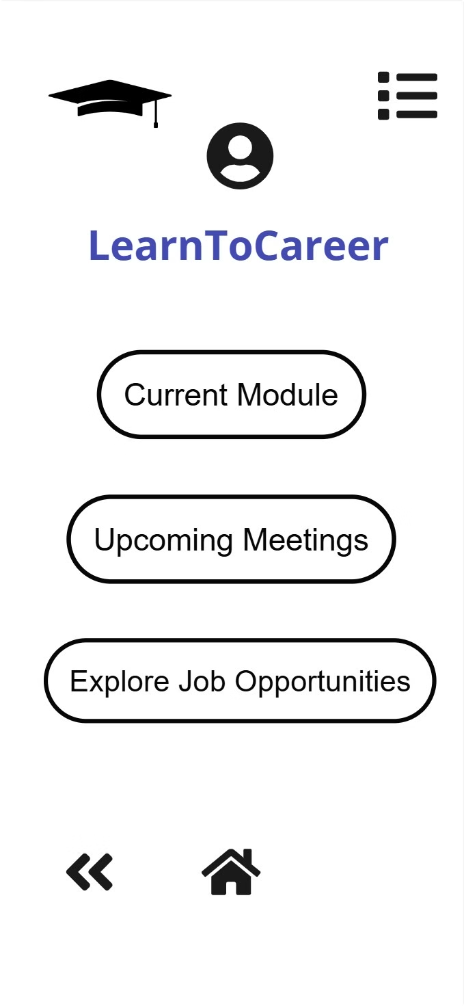 LearnToCareer
Current Module
Upcoming Meetings
Explore Job Opportunities